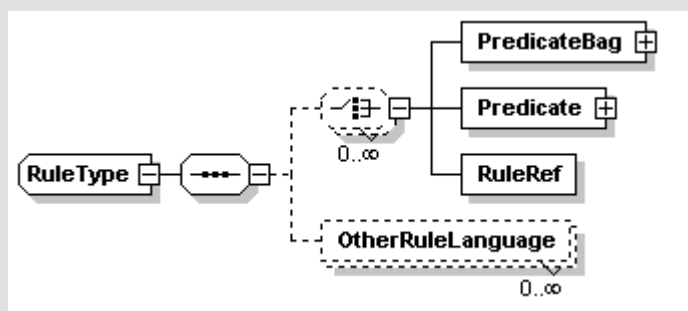 PredicateBag
Predicate
0..∞
RuleType
RuleRef
OtherRuleLanguage
0..∞